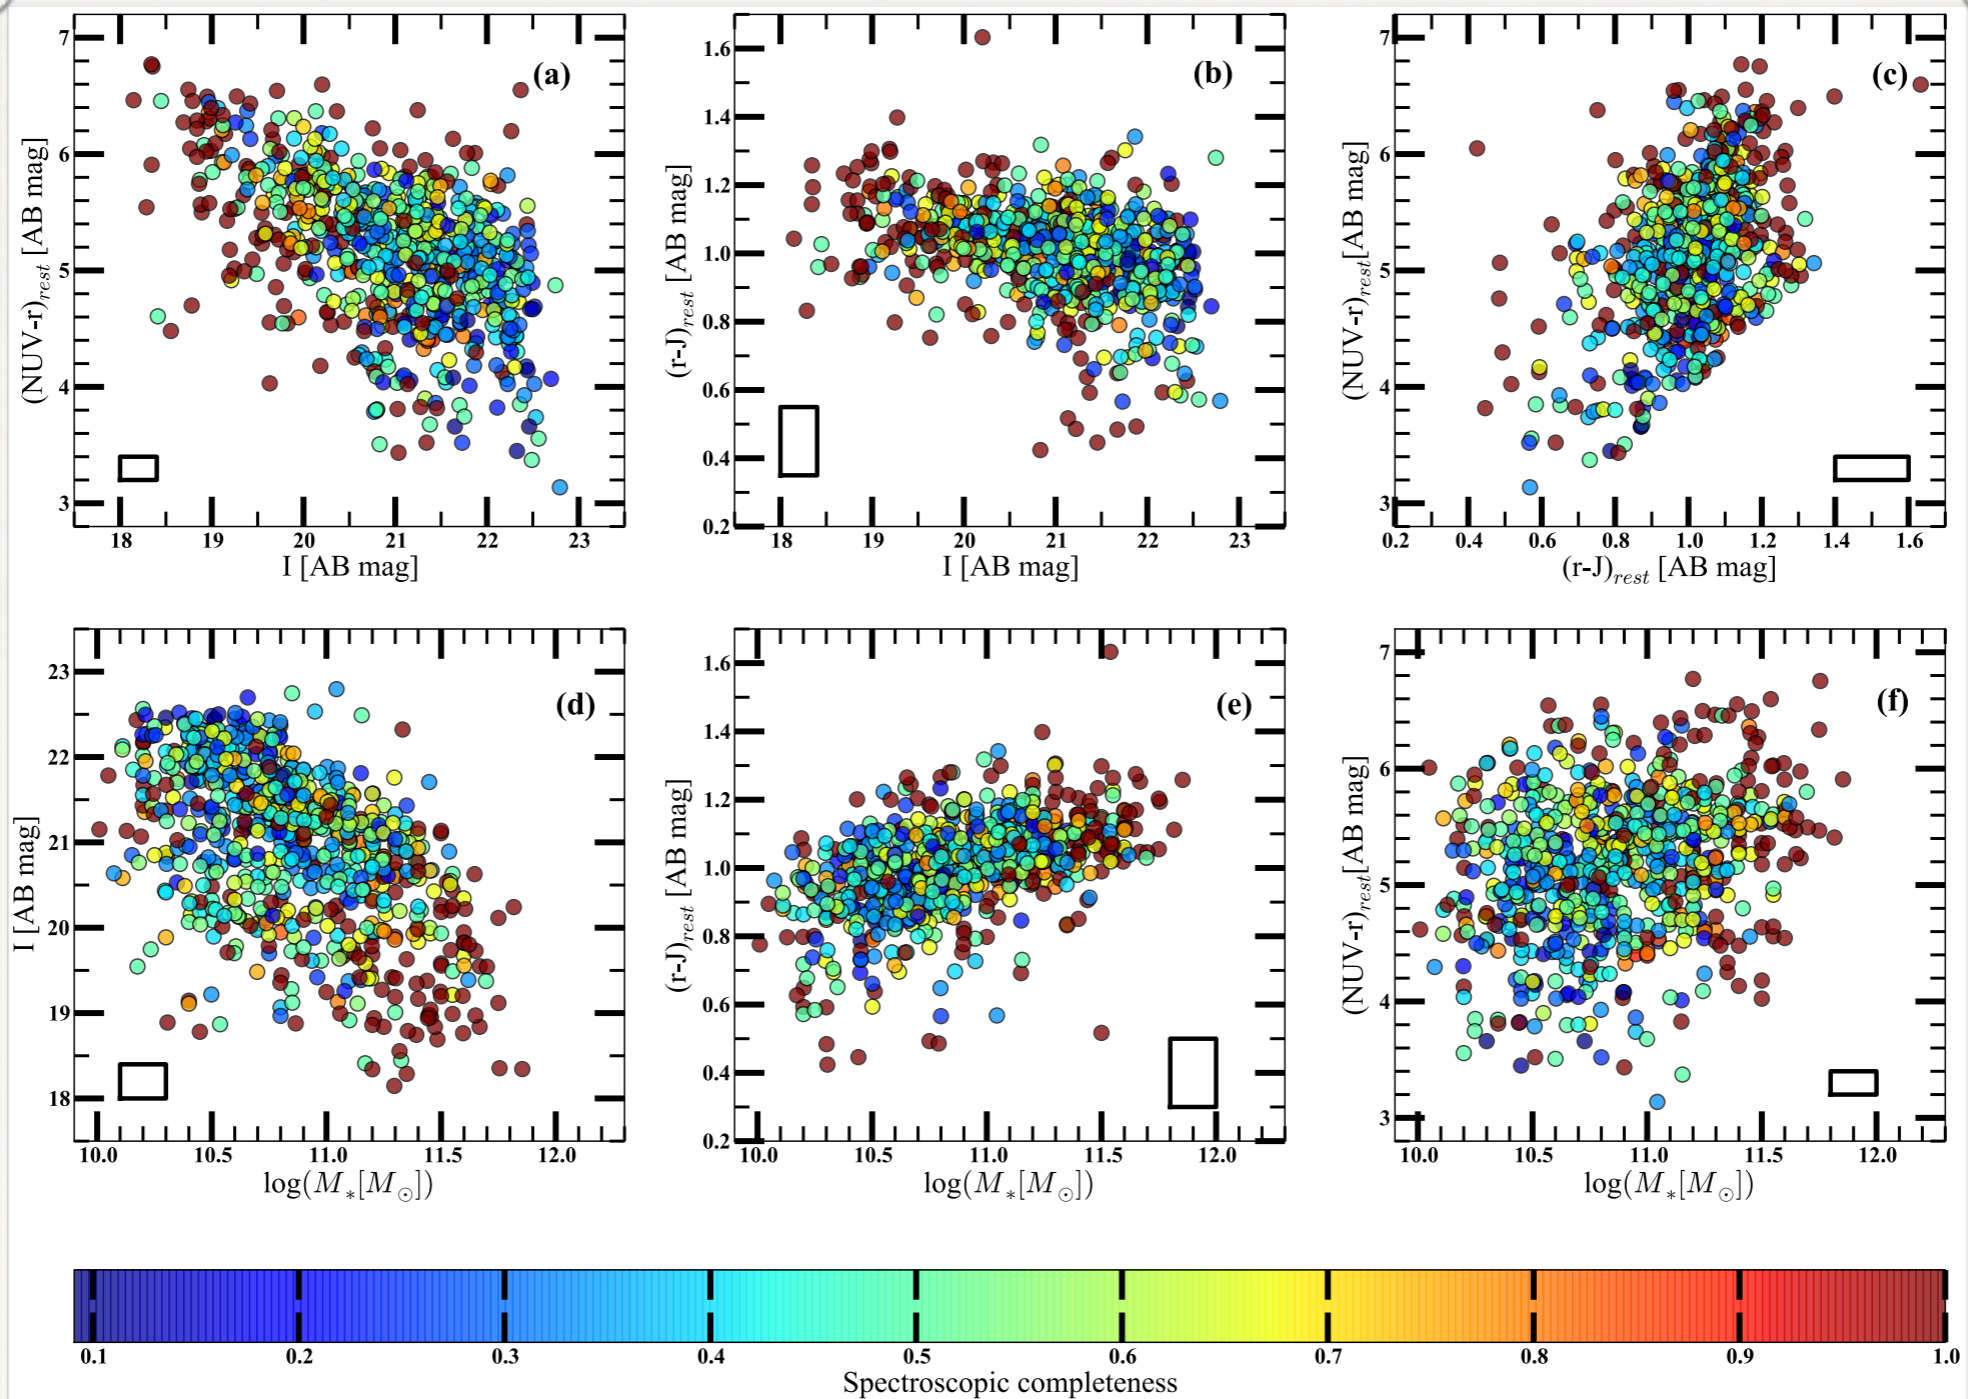 (a)
7
6
5
4
3
(NUV-r)rest [AB mag]
18 19 20 21 22 23
I [AB mag]
(b)
1.6
1.4
1.2
1.0
0.8
0.6
0.4
0.2
(r-J)rest [AB mag]
18 19 20 21 22 23
I [AB mag]
(c)
7
6
5
4
3
(NUV-r)rest[AB mag]
0.2 0.4 0.6 0.8 1.0 1.2 1.4 1.6
(r-J)rest [AB mag]
(d)
23
22
21
20
19
18
I [AB mag]
10.0 10.5 11.0 11.5 12.0
log(M*[M⊙])
(e)
1.6
1.4
1.2
1.0
0.8
0.6
0.4
0.2
(r-J)rest [AB mag]
10.0 10.5 11.0 11.5 12.0
log(M*[M⊙])
(f)
7
6
5
4
3
(NUV-r)rest[AB mag]
10.0 10.5 11.0 11.5 12.0
log(M*[M⊙])
0.1 0.2 0.3 0.4 0.5 0.6 0.7 0.8 0.9 1.0
Spectroscopic completeness